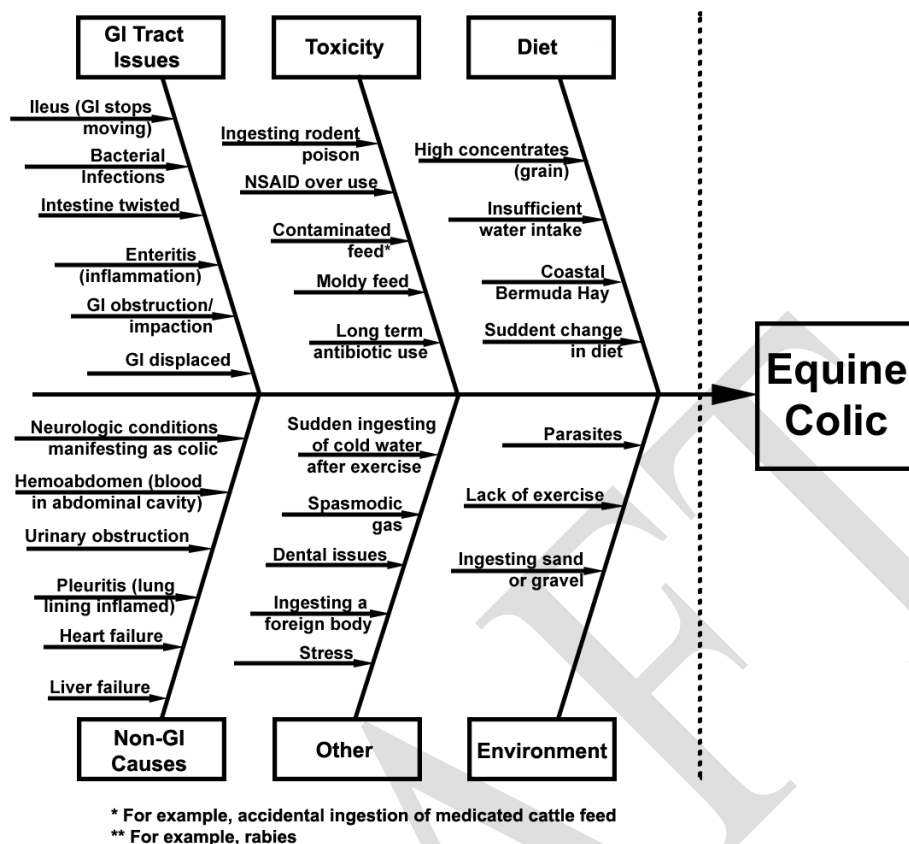 GI Tract
Issues
Toxicity
Diet
Ileus (GI stops
moving)
Bacterial
Infections
Intestine twisted
Enteritis
(inflammation)
GI obstruction/
impaction
GI displaced
Ingesting rodent
poison
NSAID over use
Contaminated
feed*
Moldy feed
Long term
antibiotic use
High concentrates
(grain)
Insufficient
water intake
Coastal
Bermuda Hay
Suddent change
in diet
Equine
Colic
Neurologic conditions
manifesting as colic
Hemoabdomen (blood
in abdominal cavity)
Urinary obstruction
Pleuritis (lung
lining inflamed)
Heart failure
Liver failure
Sudden ingesting
of cold water
after exercise
Spasmodic
gas
Dental issues
Ingesting a
foreign body
Stress
Parasites
Lack of exercise
Ingesting sand
or gravel
Non-GI
Causes
Other
Environment
* For example, accidental ingestion of medicated cattle feed
** For example, rabies